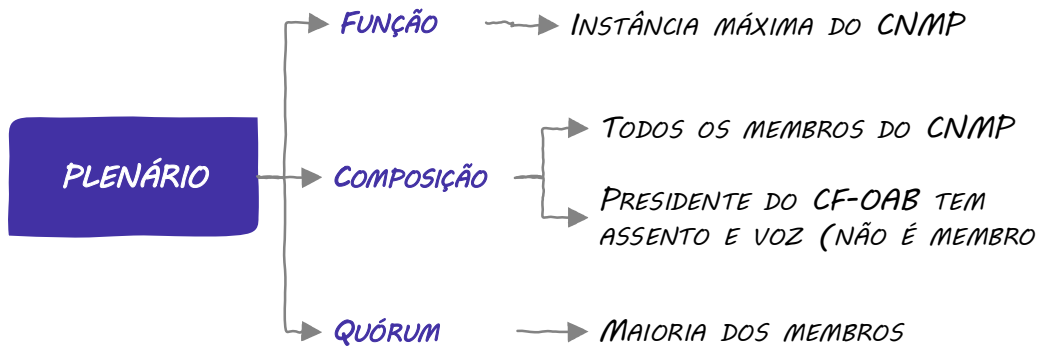 PLENÁRIO
FUNÇÃO
INSTÂNCIA MÁXIMA DO CNMP
COMPOSIÇÃO
TODOS OS MEMBROS DO CNMP
PRESIDENTE DO CF-OAB TEM
ASSENTO E VOZ (NÃO É MEMBRO
QUÓRUM
MAIORIA DOS MEMBROS